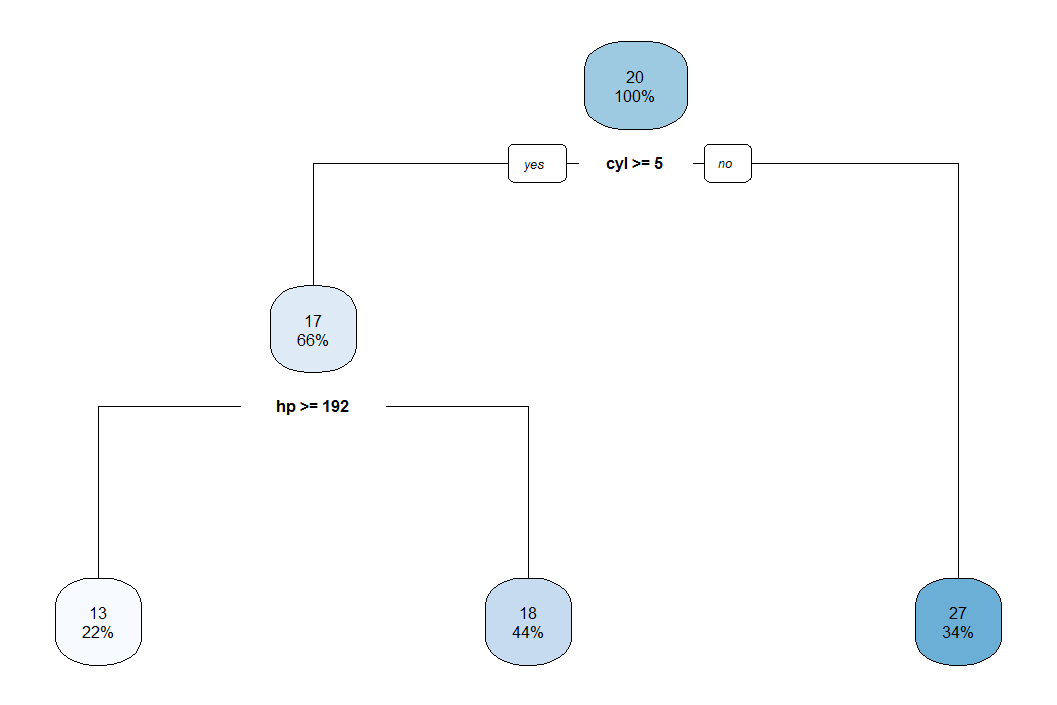 20
100%
yes
cyl >= 5
no
17
66%
hp >= 192
13
22%
18
44%
27
34%